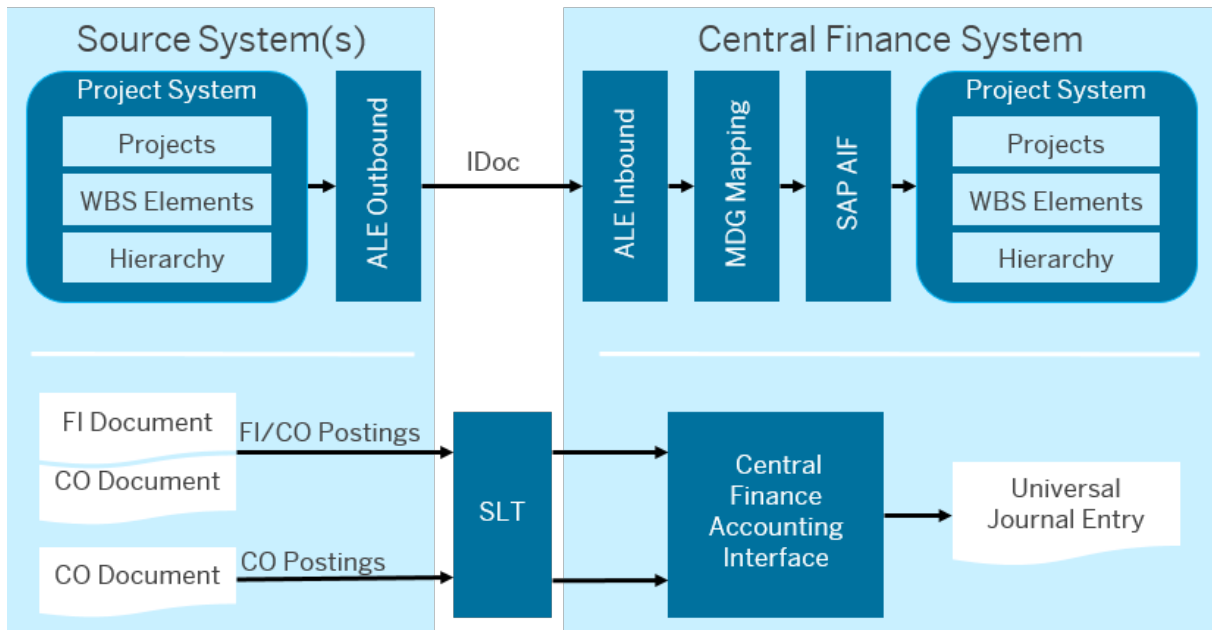 Source System(s)
Central Finance System
Project System
Projects
WBS Elements
Hierarchy
ALE Outbound
IDoc
ALE Inbound
MDG Mapping
SAP AIF
Project System
Projects
WBS Elements
Hierarchy
FI Document
CO Document
FI/CO Postings
CO Document
CO Postings
SLT
Central
Finance
Accounting
Interface
Universal
Journal Entry